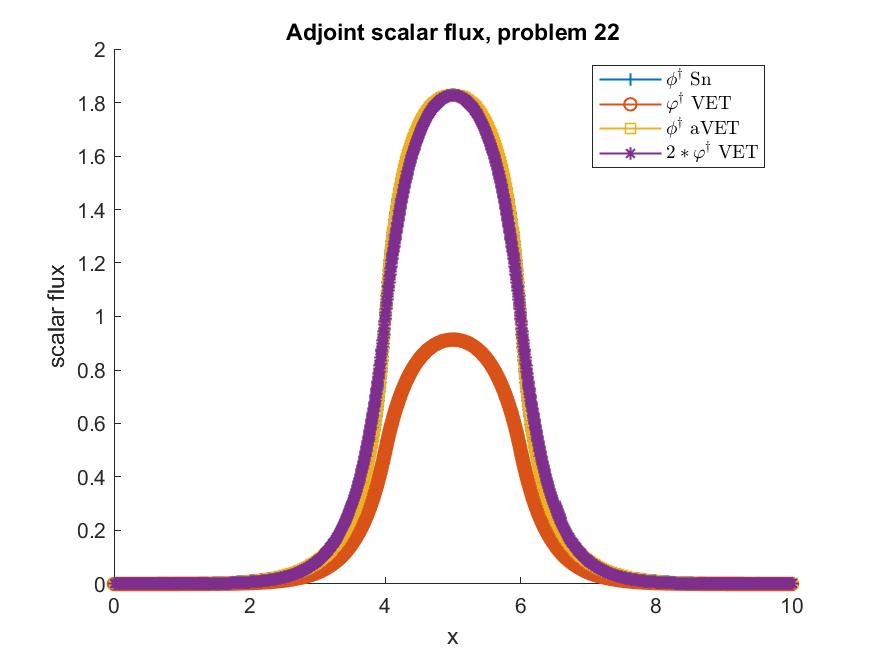 Adjoint scalar flux, problem 22
ϕ† Sn
φ† VET
ϕ† aVET
2 ∗ φ† VET
scalar flux
2
1.8
1.6
1.4
1.2
1
0.8
0.6
0.4
0.2
0
0 2 4 6 8 10
x